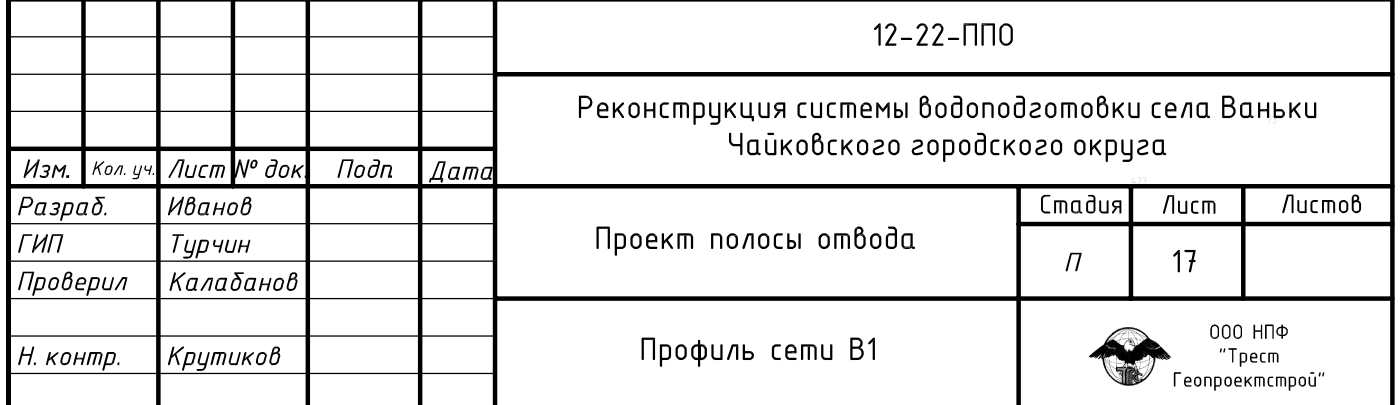 12-22-ППО
Реконструкция системы водоподготовки села Ваньки
Чайковского городского округа
Изм. Кол. уч. Лист № док. Подп. Дата
Разраб. Иванов
ГИП Турчин
Проверил Калабанов
Н. контр. Крутиков
Проект полосы отвода
Стадия Лист Листов
П 17
Профиль сети В1
ООО НПФ
"Трест
Геопроектстрой"